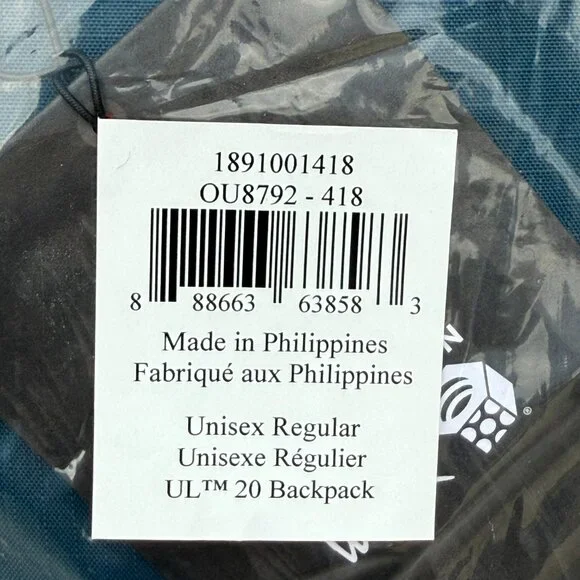 1891001418
OU8792 - 418
8 88663 63858 3
Made in Philippines
Fabriqué aux Philippines
Unisex Regular
Unisexe Régulier
UL™ 20 Backpack